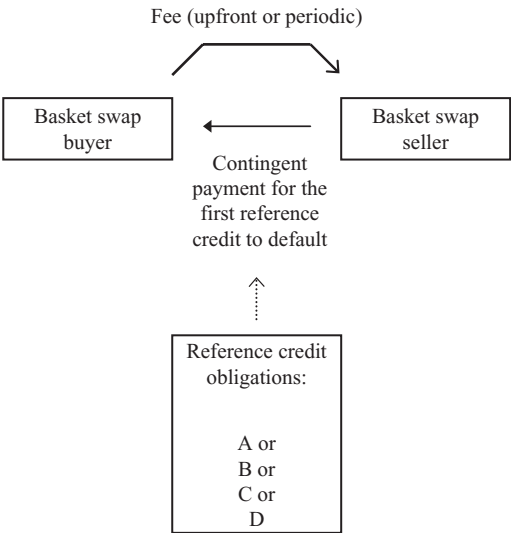 Fee (upfront or periodic)
Basket swap
buyer
Basket swap
seller
Contingent
payment for the
first reference
credit to default
Reference credit
obligations:
A or
B or
C or
D